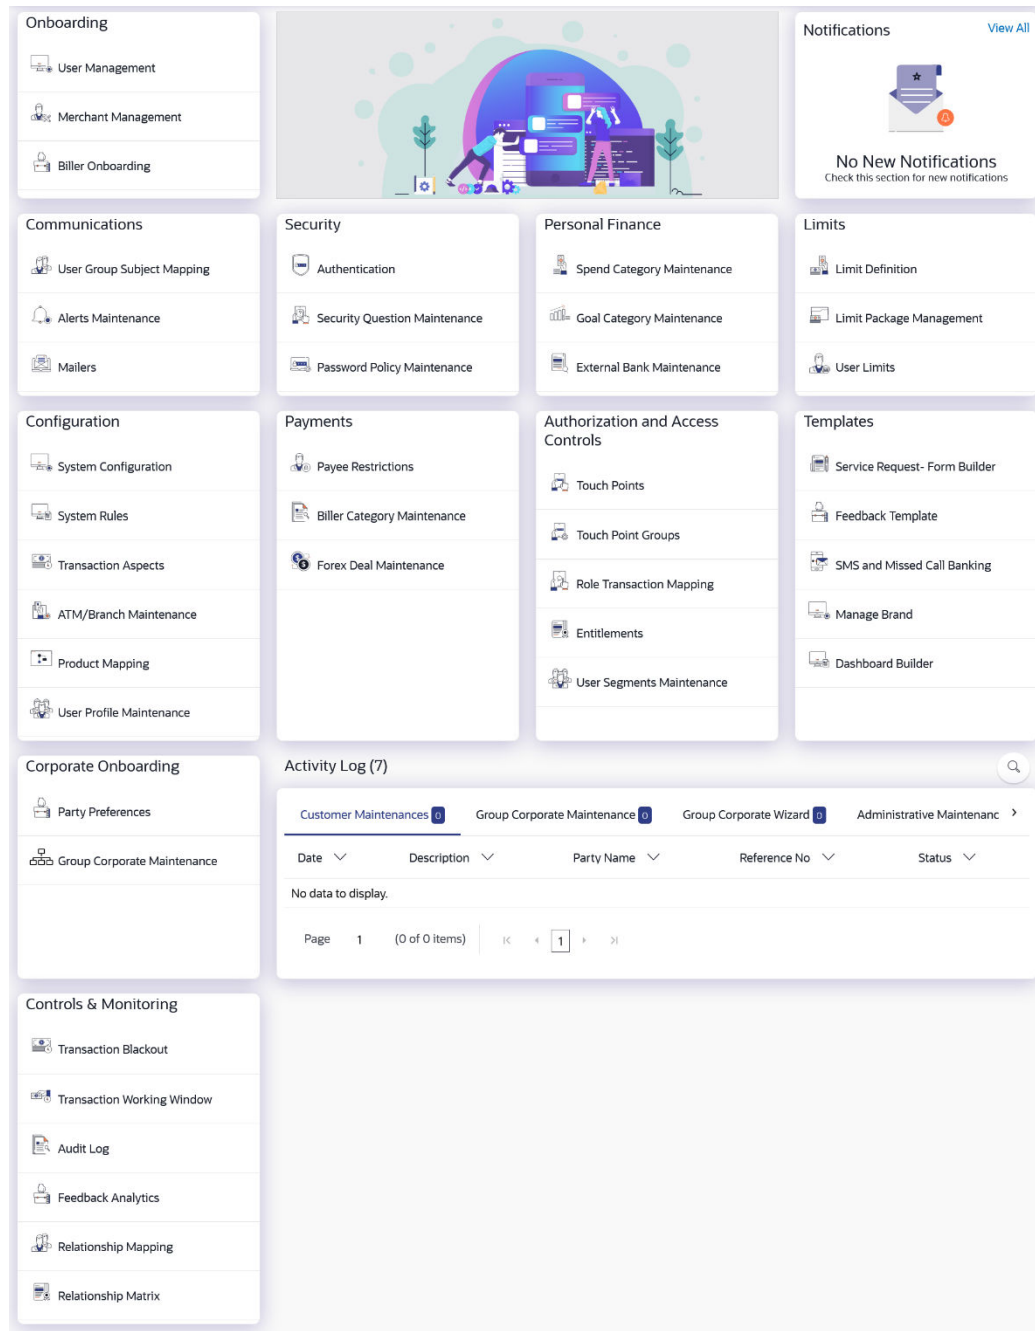 Onboarding
User Management
Merchant Management
Biller Onboarding
Notifications
View All
No New Notifications
Check this section for new notifications
Communications
User Group Subject Mapping
Alerts Maintenance
Mailers
Security
Authentication
Security Question Maintenance
Password Policy Maintenance
Personal Finance
Spend Category Maintenance
Goal Category Maintenance
External Bank Maintenance
Limits
Limit Definition
Limit Package Management
User Limits
Configuration
System Configuration
System Rules
Transaction Aspects
ATM/Branch Maintenance
Product Mapping
User Profile Maintenance
Payments
Payee Restrictions
Biller Category Maintenance
Forex Deal Maintenance
Authorization and Access
Controls
Touch Points
Touch Point Groups
Role Transaction Mapping
Entitlements
User Segments Maintenance
Templates
Service Request- Form Builder
Feedback Template
SMS and Missed Call Banking
Manage Brand
Dashboard Builder
Corporate Onboarding
Party Preferences
Group Corporate Maintenance
Activity Log (7)
Customer Maintenances 0 Group Corporate Maintenance 0 Group Corporate Wizard 0 Administrative Maintenanc
Date Description Party Name Reference No Status
No data to display.
Page 1 (0 of 0 items) 1
Controls & Monitoring
Transaction Blackout
Transaction Working Window
Audit Log
Feedback Analytics
Relationship Mapping
Relationship Matrix